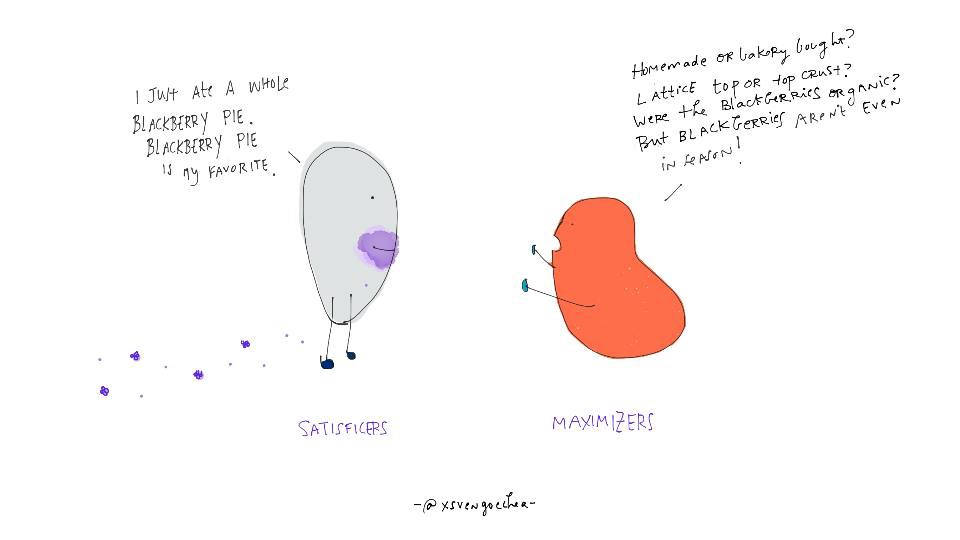 I JUST ATE A WHOLE
BLACKBERRY PIE.
BLACKBERRY PIE
IS MY FAVORITE.
HOMEMADE OR bakery bought?
LATTICE top OR top crust?
Were the BLACKBERRIES ORGANIC?
But BLACKBERRIES AREN'T EVEN
IN SEASON!
SATISFICERS
MAXIMIZERS
-@xsvengoechea-